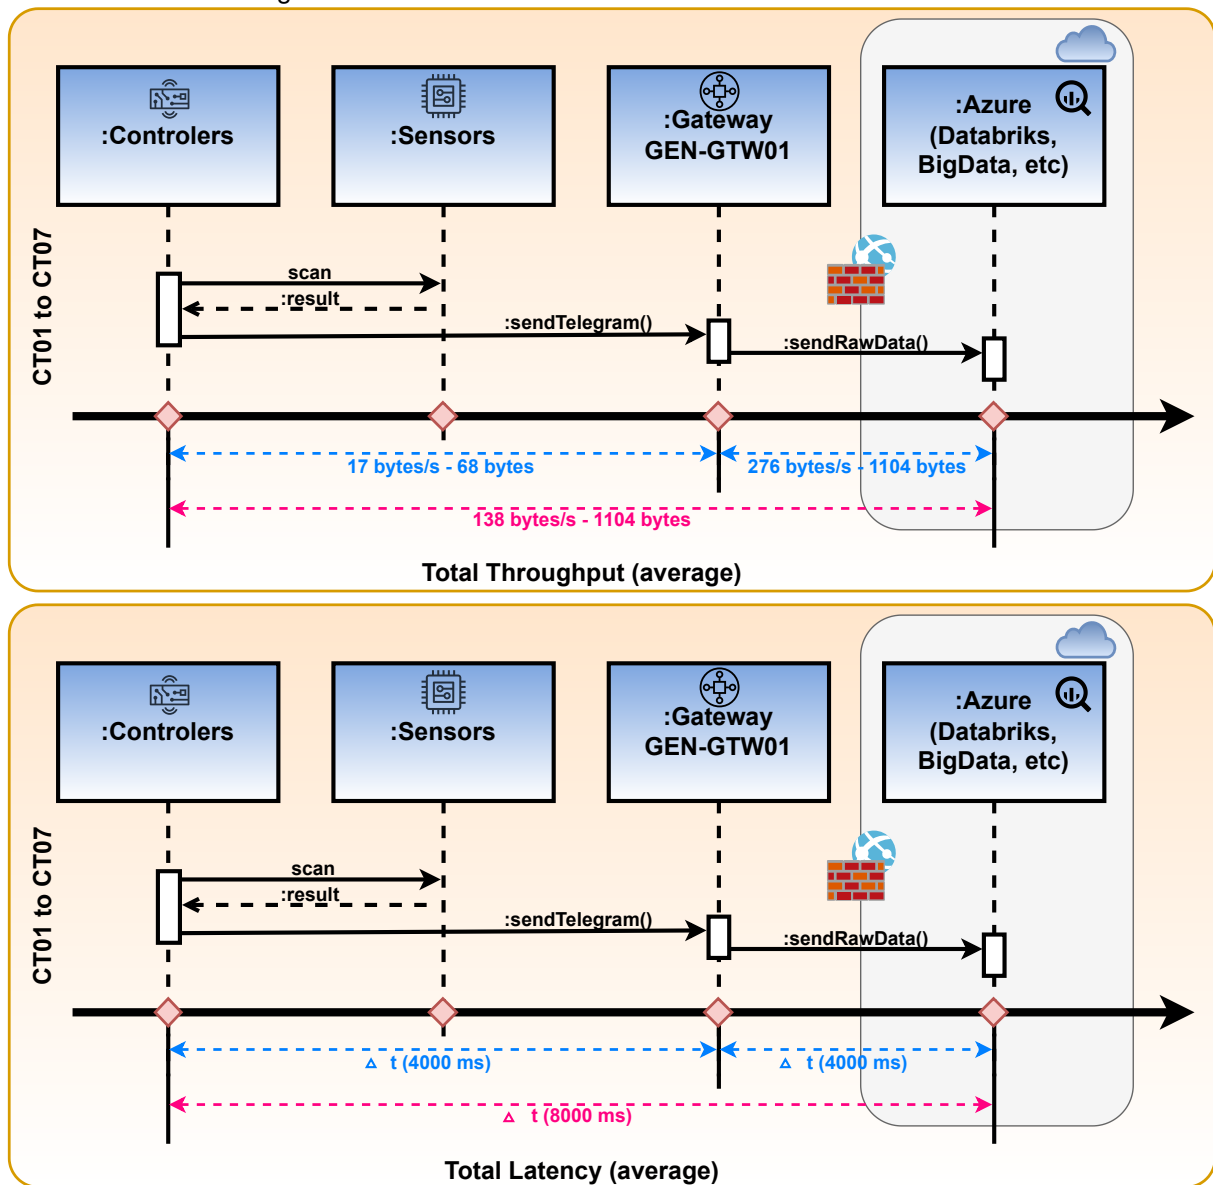 :Controlers
:Sensors
:Gateway
GEN-GTW01
:Azure
(Databriks,
BigData, etc)
CT01 to CT07
scan
:result
:sendTelegram()
:sendRawData()
17 bytes/s - 68 bytes
276 bytes/s - 1104 bytes
138 bytes/s - 1104 bytes
Total Throughput (average)
:Controlers
:Sensors
:Gateway
GEN-GTW01
:Azure
(Databriks,
BigData, etc)
CT01 to CT07
scan
:result
:sendTelegram()
:sendRawData()
△ t (4000 ms)
△ t (4000 ms)
△ t (8000 ms)
Total Latency (average)